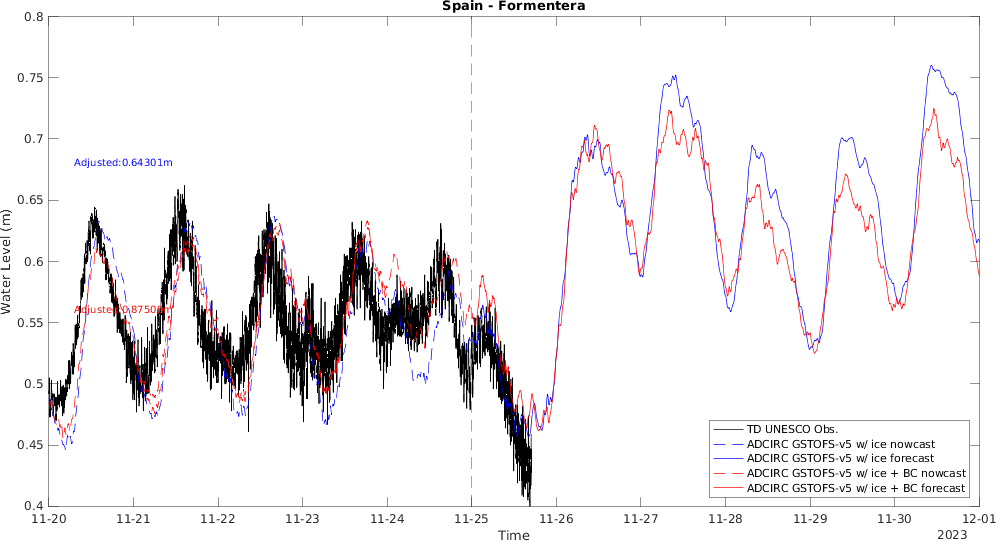 Spain - Formentera
0.8
0.75
0.7
0.65
0.6
0.55
0.5
0.45
0.4
Water Level (m)
Adjusted:0.64301m
TD UNESCO Obs.
ADCIRC GSTOFS-v5 w/ ice nowcast
ADCIRC GSTOFS-v5 w/ ice forecast
ADCIRC GSTOFS-v5 w/ ice + BC nowcast
ADCIRC GSTOFS-v5 w/ ice + BC forecast
11-20 11-21 11-22 11-23 11-24 11-25 11-26 11-27 11-28 11-29 11-30 12-01
Time
2023